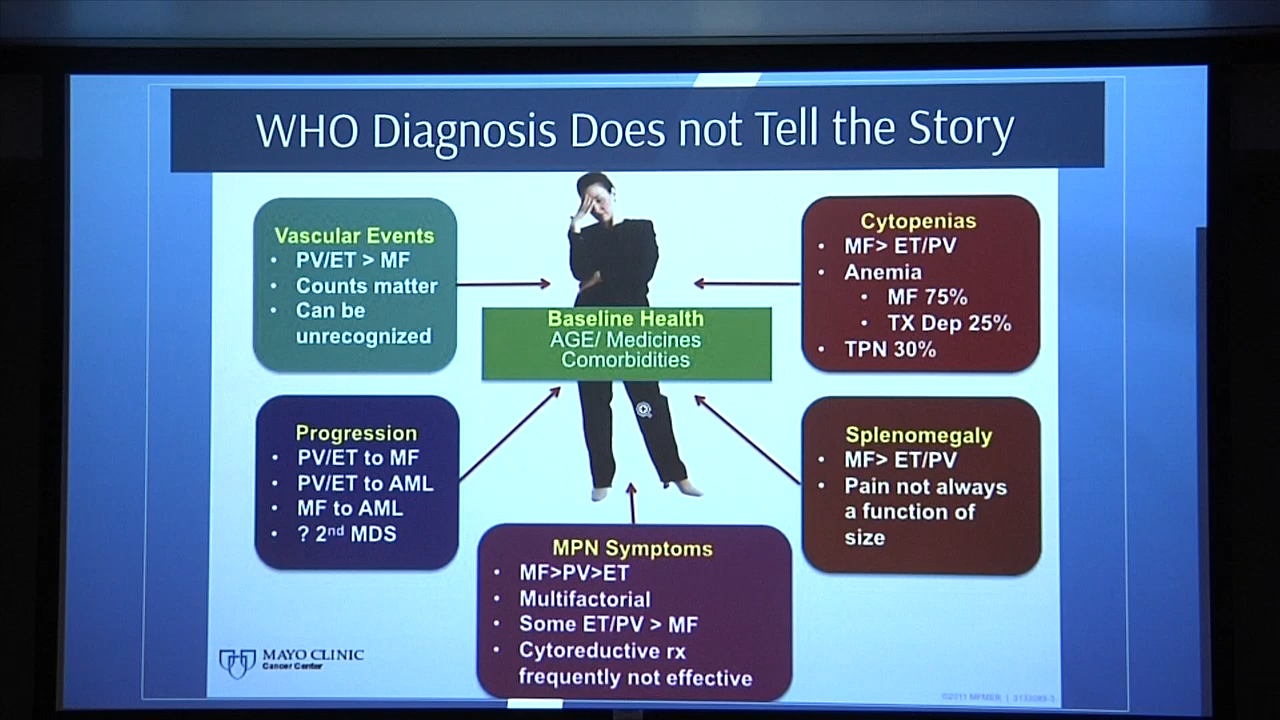 WHO Diagnosis Does not Tell the Story
Vascular Events
• PV/ET > MF
• Counts matter
• Can be
unrecognized
Cytopenias
• MF> ET/PV
• Anemia
• MF 75%
• TX Dep 25%
• TPN 30%
Baseline Health
AGE/ Medicines
Comorbidities
Progression
• PV/ET to MF
• PV/ET to AML
• MF to AML
• ? 2nd MDS
Splenomegaly
• MF> ET/PV
• Pain not always
a function of
size
MPN Symptoms
• MF>PV>ET
• Multifactorial
• Some ET/PV > MF
• Cytoreductive rx
frequently not effective
MAYO CLINIC
Cancer Center
©2011 MFMER |